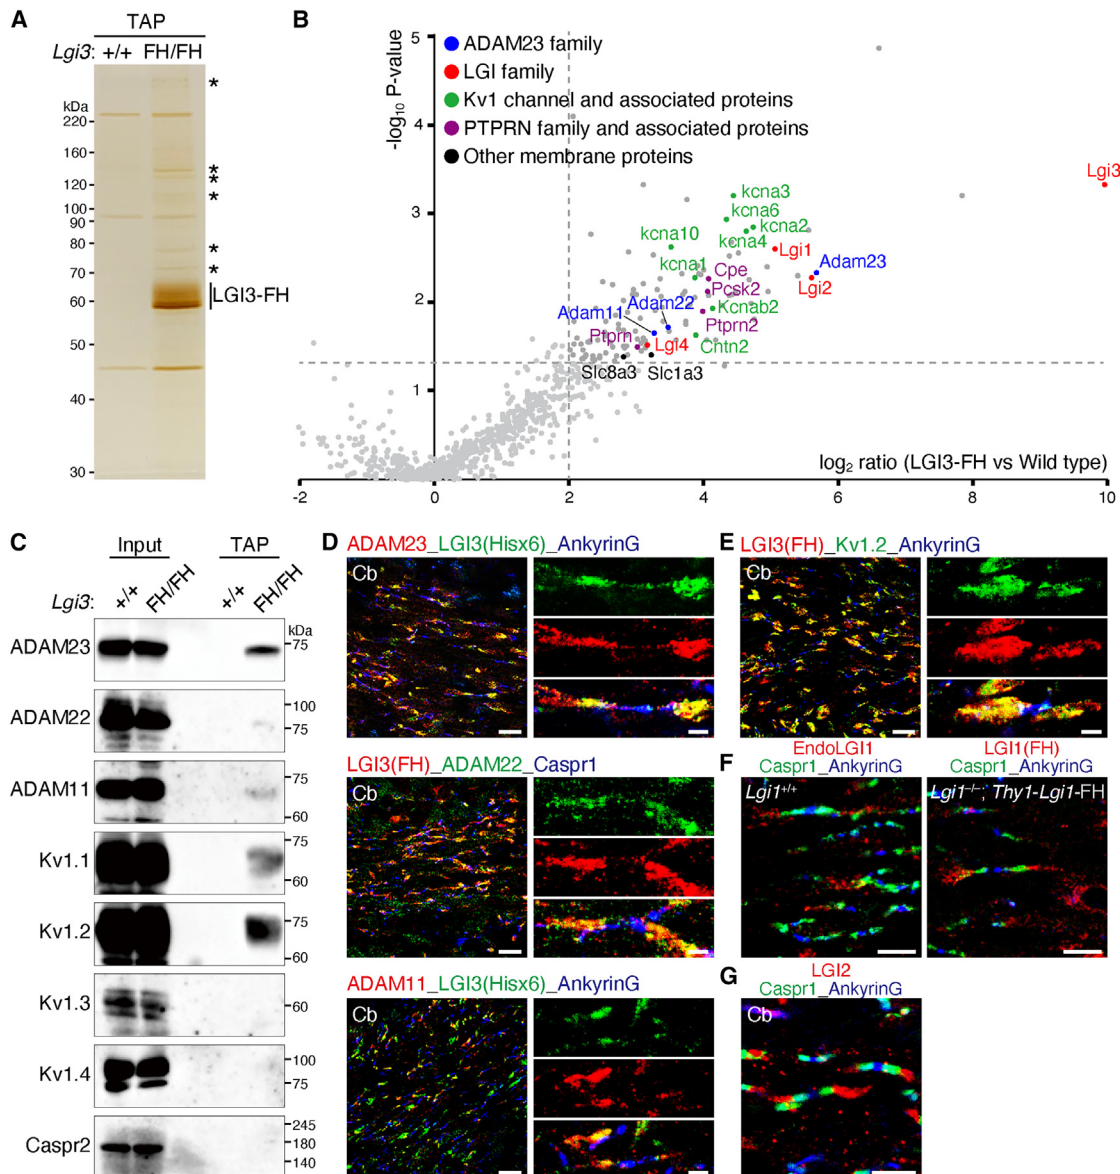 A
TAP
Lgi3: +/+ FH/FH
kDa
220
160
120
100
90
80
70
60
50
40
30
*
*
*
*
*
*
LGI3-FH
B
-log10 P-value
5
4
3
2
1
ADAM23 family
LGI family
Kv1 channel and associated proteins
PTPRN family and associated proteins
Other membrane proteins
Lgi3
kcna3
kcna6
kcna2
kcna4
kcna10
Lgi1
kcna1
Adam23
Cpe
Lgi2
Pcsk2
Adam22
Kcnab2
Adam11
Ptprn2
Ptprn
Lgi4
Chtn2
Slc8a3
Slc1a3
log2 ratio (LGI3-FH vs Wild type)
-2 0 2 4 6 8 10
C
Input TAP
Lgi3: +/+ FH/FH +/+ FH/FH
kDa
ADAM23
75
ADAM22
100
75
ADAM11
75
60
Kv1.1
75
60
Kv1.2
75
60
Kv1.3
60
Kv1.4
100
75
Caspr2
245
180
140
D
ADAM23_LGI3(Hisx6)_AnkyrinG
Cb
LGI3(FH)_ADAM22_Caspr1
Cb
ADAM11_LGI3(Hisx6)_AnkyrinG
Cb
E
LGI3(FH)_Kv1.2_AnkyrinG
Cb
F
EndoLGI1
Caspr1_AnkyrinG
Lgi1+/+
LGI1(FH)
Caspr1_AnkyrinG
Lgi1–/–; Thy1-Lgi1-FH
G
LGI2
Caspr1_AnkyrinG
Cb